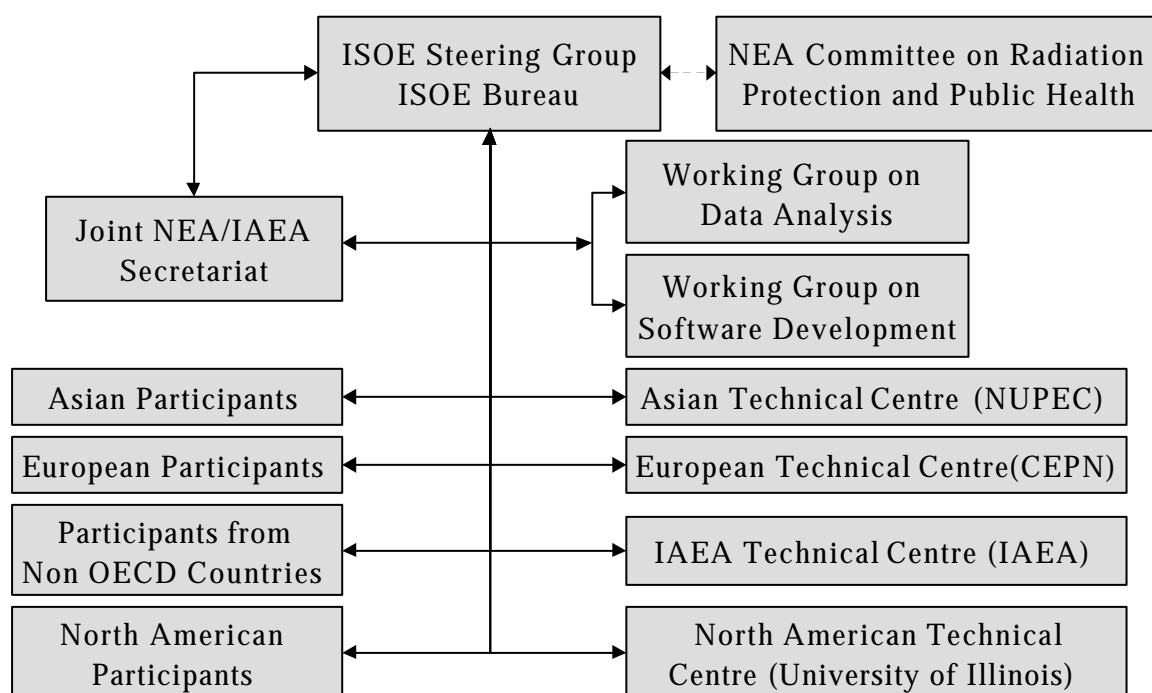 ISOE Steering Group
ISOE Bureau
NEA Committee on Radiation
Protection and Public Health
Joint NEA/IAEA
Secretariat
Working Group on
Data Analysis
Working Group on
Software Development
Asian Participants
Asian Technical Centre (NUPEC)
European Participants
European Technical Centre(CEPN)
Participants from
Non OECD Countries
IAEA Technical Centre (IAEA)
North American
Participants
North American Technical
Centre (University of Illinois)